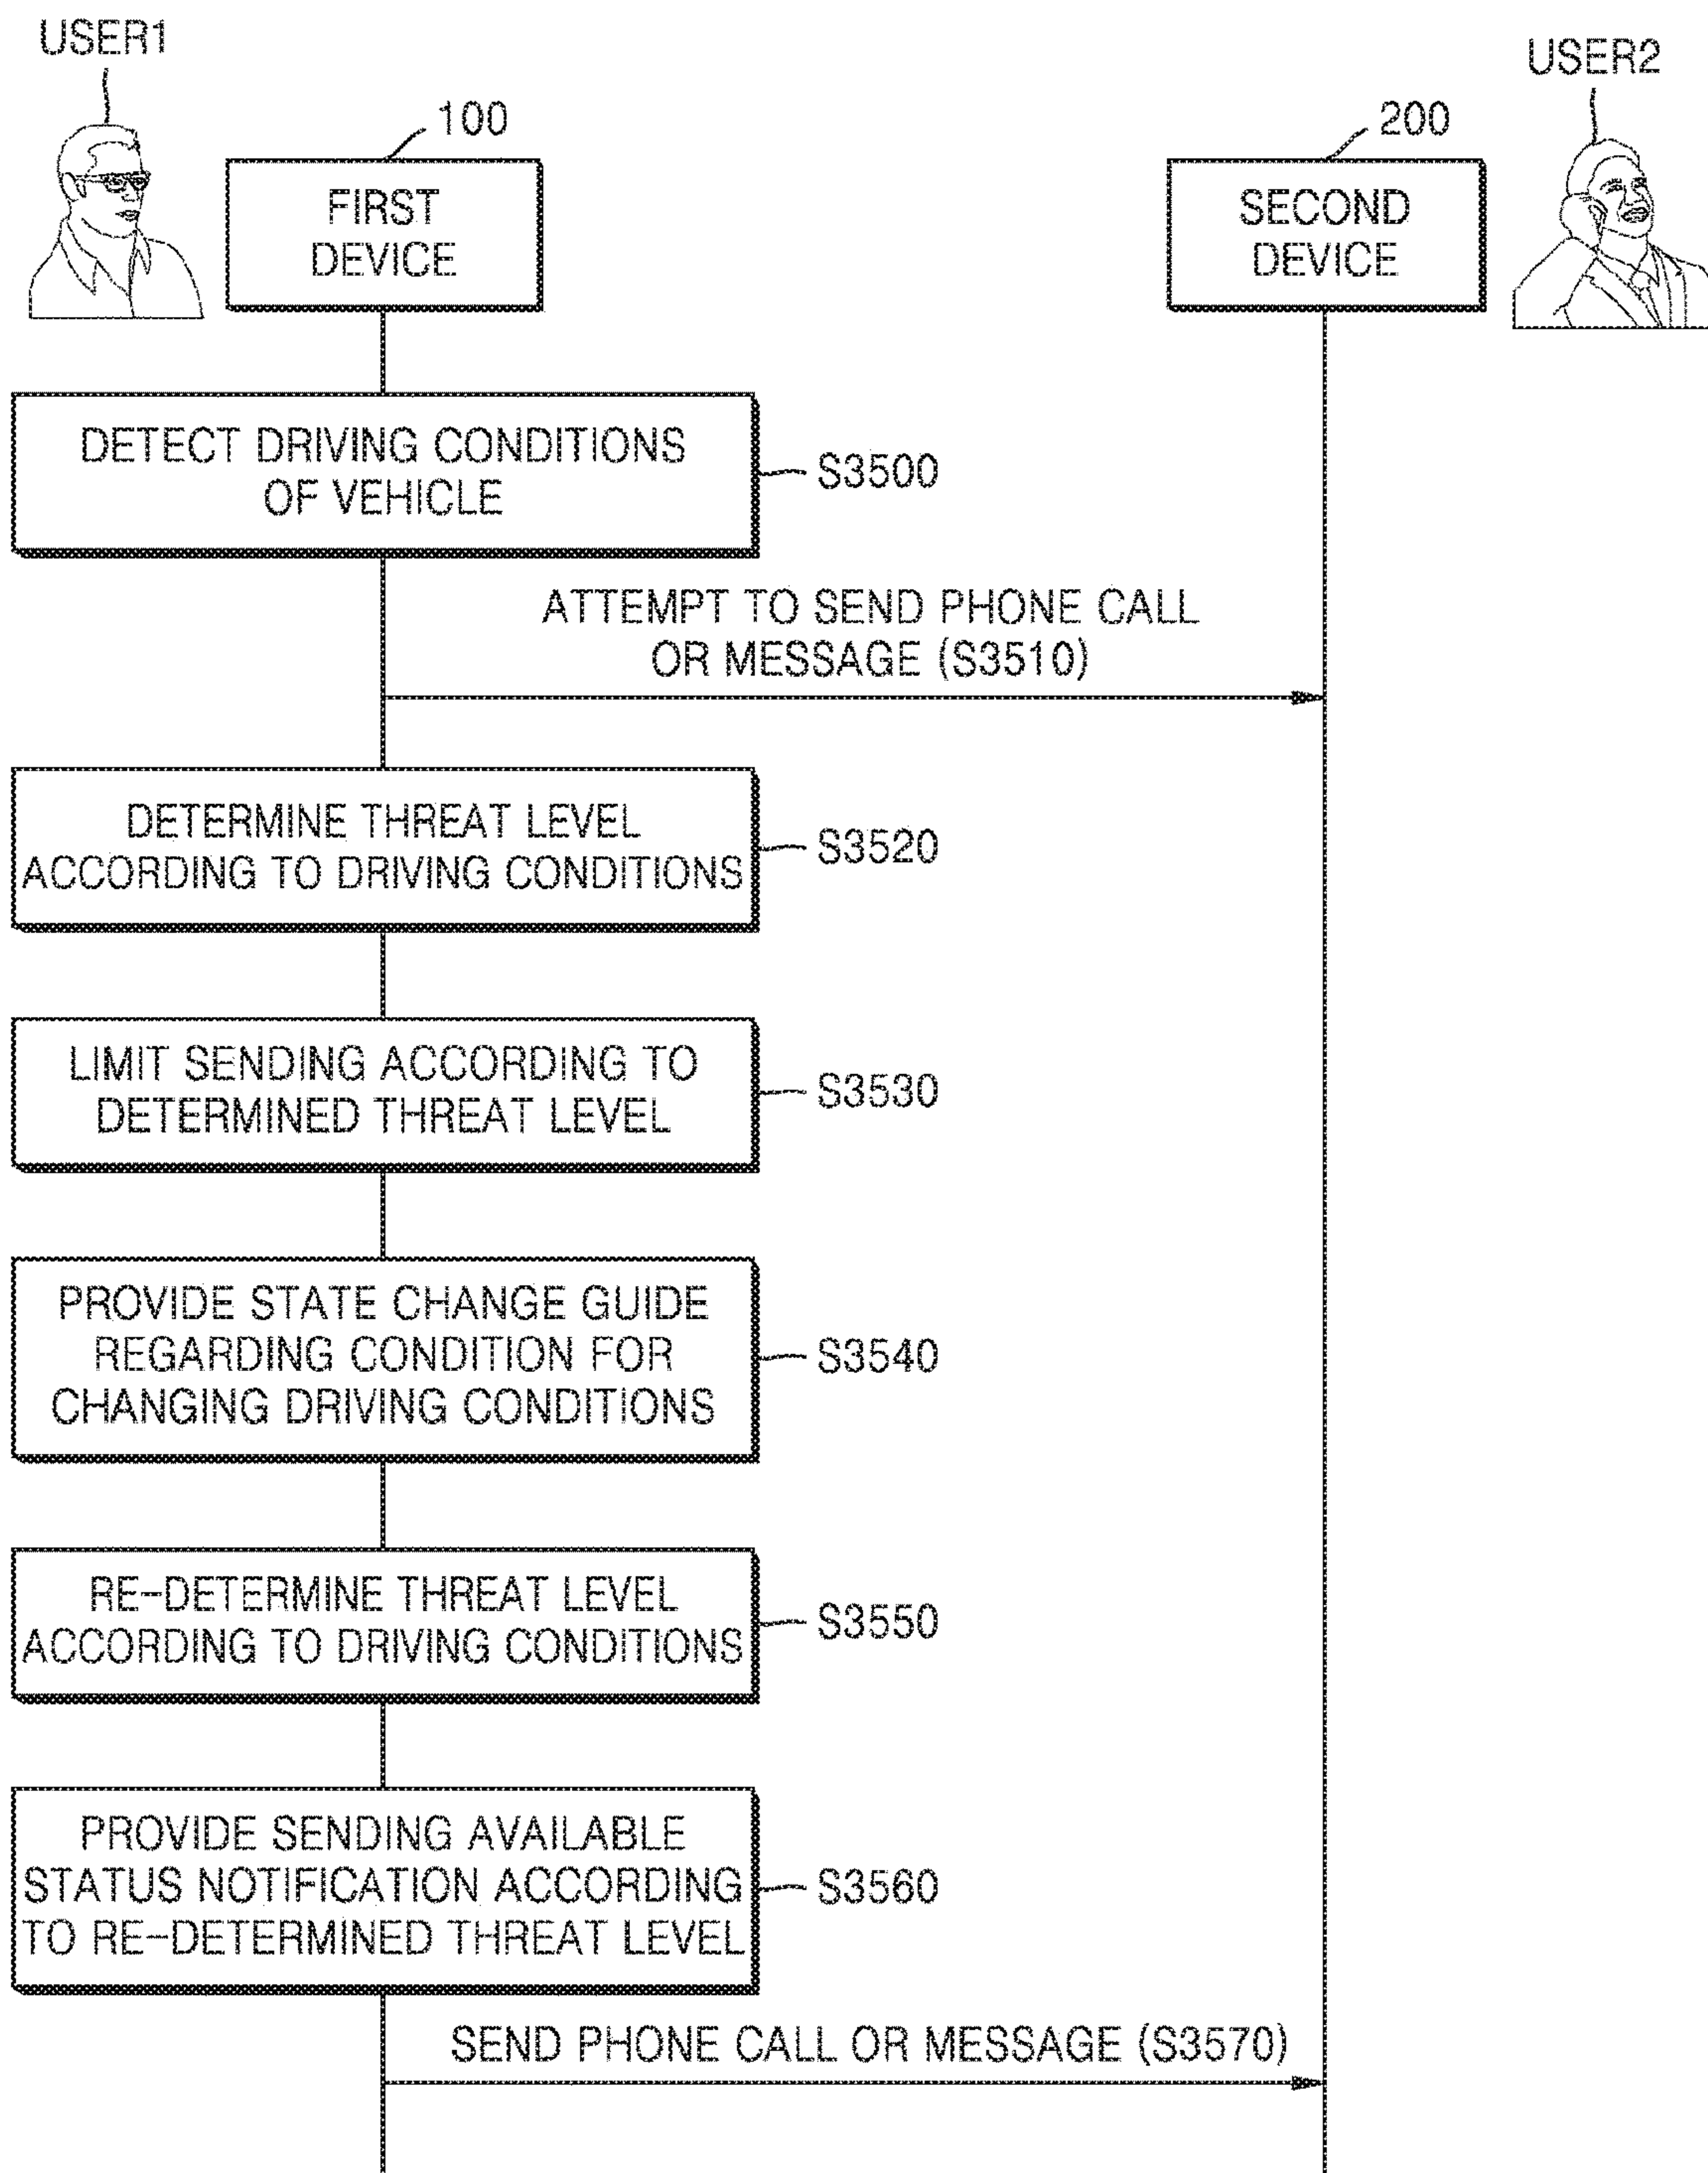 USER1
USER2
100
200
FIRST
DEVICE
SECOND
DEVICE
DETECT DRIVING CONDITIONS
OF VEHICLE
S3500
ATTEMPT TO SEND PHONE CALL
OR MESSAGE (S3510)
DETERMINE THREAT LEVEL
ACCORDING TO DRIVING CONDITIONS
S3520
LIMIT SENDING ACCORDING TO
DETERMINED THREAT LEVEL
S3530
PROVIDE STATE CHANGE GUIDE
REGARDING CONDITION FOR
CHANGING DRIVING CONDITIONS
S3540
RE-DETERMINE THREAT LEVEL
ACCORDING TO DRIVING CONDITIONS
S3550
PROVIDE SENDING AVAILABLE
STATUS NOTIFICATION ACCORDING
TO RE-DETERMINED THREAT LEVEL
S3560
SEND PHONE CALL OR MESSAGE (S3570)